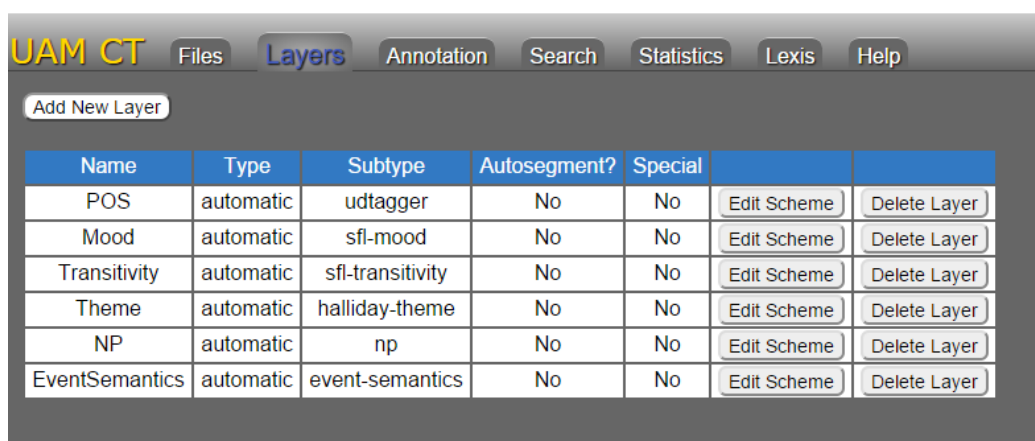 UAM CT Files Layers Annotation Search Statistics Lexis Help
Add New Layer
Name Type Subtype Autosegment? Special
POS automatic udtagger No No Edit Scheme Delete Layer
Mood automatic sfl-mood No No Edit Scheme Delete Layer
Transitivity automatic sfl-transitivity No No Edit Scheme Delete Layer
Theme automatic halliday-theme No No Edit Scheme Delete Layer
NP automatic np No No Edit Scheme Delete Layer
EventSemantics automatic event-semantics No No Edit Scheme Delete Layer